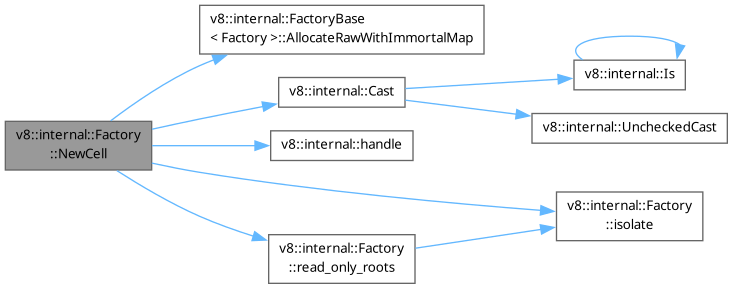 v8::internal::FactoryBase
< Factory >::AllocateRawWithImmortalMap
v8::internal::Is
v8::internal::Cast
v8::internal::UncheckedCast
v8::internal::Factory
::NewCell
v8::internal::handle
v8::internal::Factory
::isolate
v8::internal::Factory
::read_only_roots